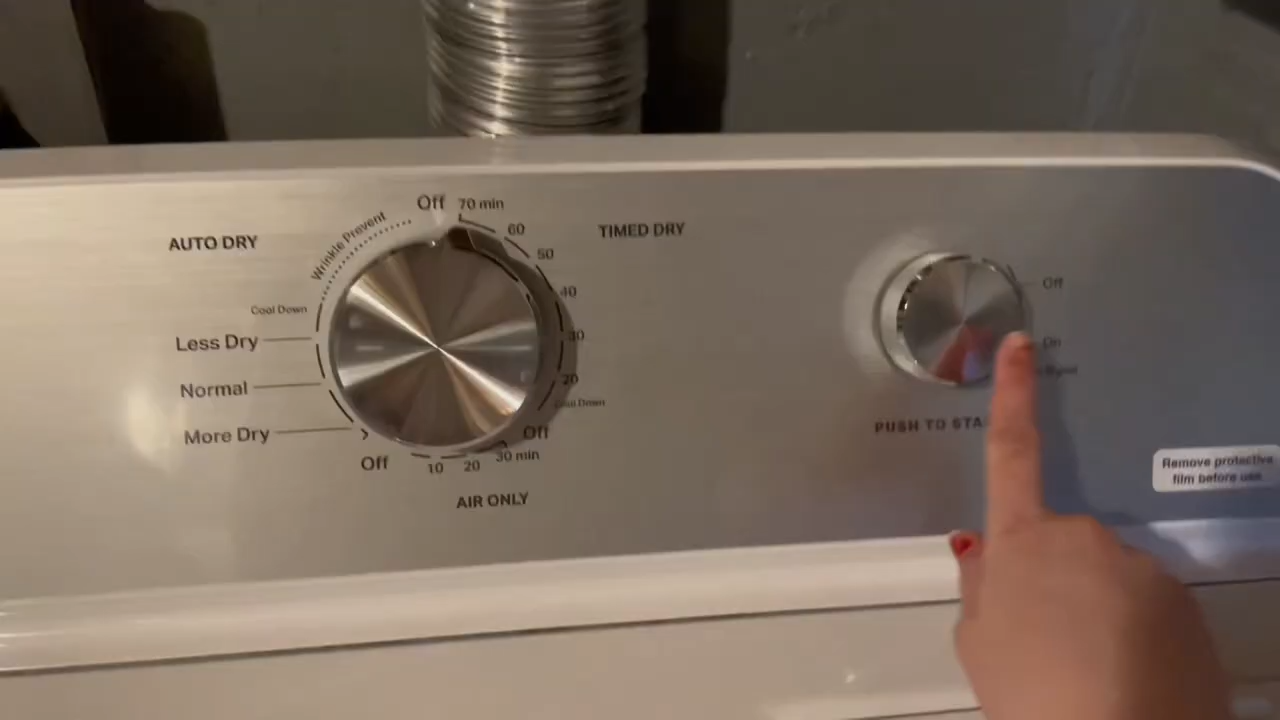 AUTO DRY
Wrinkle Prevent
Off
70 min
60
50
40
30
20
Cool Down
Off
TIMED DRY
Cool Down
Less Dry
Normal
More Dry
Off
10
20
30 min
AIR ONLY
Off
On
PUSH TO
Remove protective
film before use